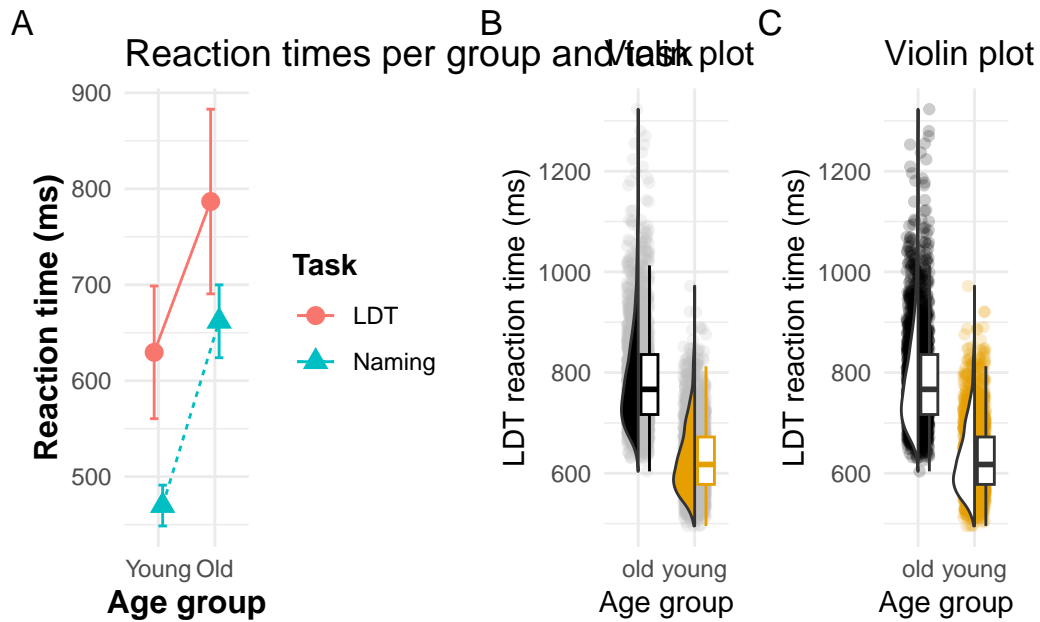 A
Reaction times per group and task
900
800
700
600
500
Reaction time (ms)
Young Old
Age group
Task
LDT
Naming
B
Violin plot
1200
1000
800
600
LDT reaction time (ms)
old young
Age group
C
Violin plot
1200
1000
800
600
LDT reaction time (ms)
old young
Age group